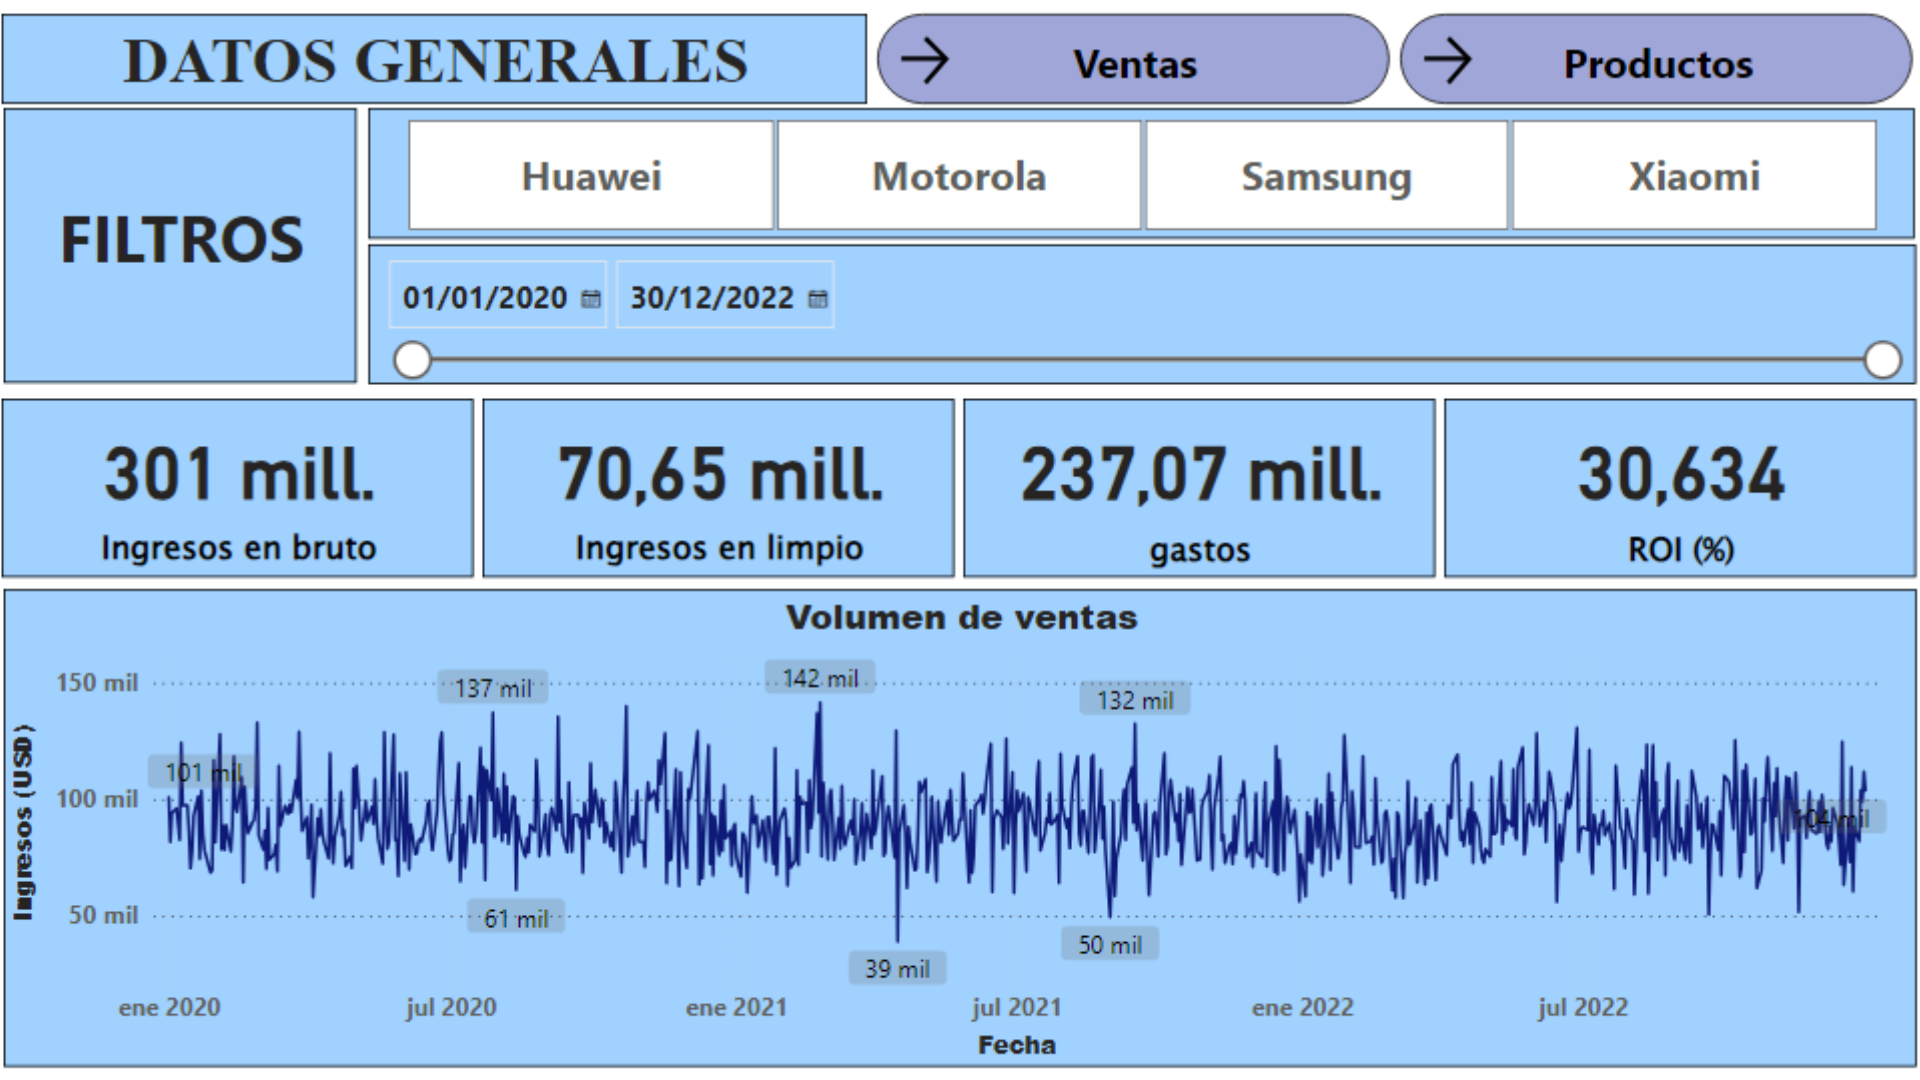 DATOS GENERALES
Ventas
Productos
FILTROS
Huawei
Motorola
Samsung
Xiaomi
01/01/2020
30/12/2022
301 mill.
Ingresos en bruto
70,65 mill.
Ingresos en limpio
237,07 mill.
gastos
30,634
ROI (%)
Volumen de ventas
Ingresos (USD)
150 mil
100 mil
50 mil
101 mil
137 mil
61 mil
142 mil
39 mil
132 mil
50 mil
104 mil
ene 2020
jul 2020
ene 2021
jul 2021
ene 2022
jul 2022
Fecha